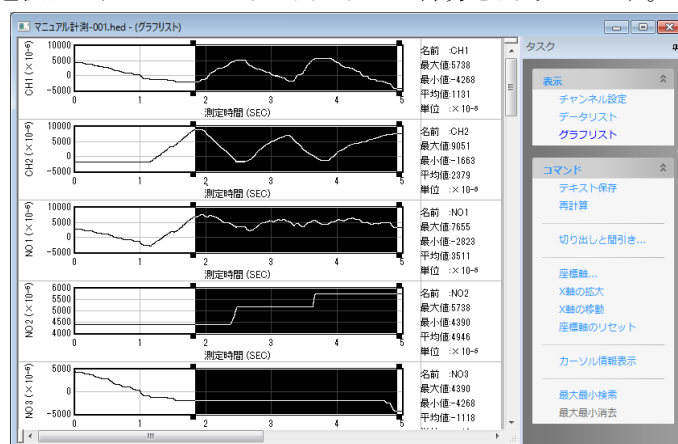 マニュアル計測-001.hed - (グラフリスト)
CH1 (×10-6)
10000
5000
0
-5000
0 1 2 3 4 5
測定時間 (SEC)
名前 :CH1
最大値:5738
最小値:-4268
平均値:1131
単位 :×10-6
CH2 (×10-6)
10000
5000
0
-5000
0 1 2 3 4 5
測定時間 (SEC)
名前 :CH2
最大値:9051
最小値:-1663
平均値:2379
単位 :×10-6
NO1 (×10-6)
10000
5000
0
-5000
0 1 2 3 4 5
測定時間 (SEC)
名前 :NO1
最大値:7655
最小値:-2823
平均値:3511
単位 :×10-6
NO2 (×10-6)
6000
5500
5000
4500
4000
0 1 2 3 4 5
測定時間 (SEC)
名前 :NO2
最大値:5738
最小値:4390
平均値:4946
単位 :×10-6
NO3 (×10-6)
5000
0
-5000
0 1 2 3 4 5
名前 :NO3
最大値:4390
最小値:-4268
平均値:-1118
タスク
表示
チャンネル設定
データリスト
グラフリスト
コマンド
テキスト保存
再計算
切り出しと間引き...
座標軸...
X軸の拡大
X軸の移動
座標軸のリセット
カーソル情報表示
最大最小検索
最大最小消去